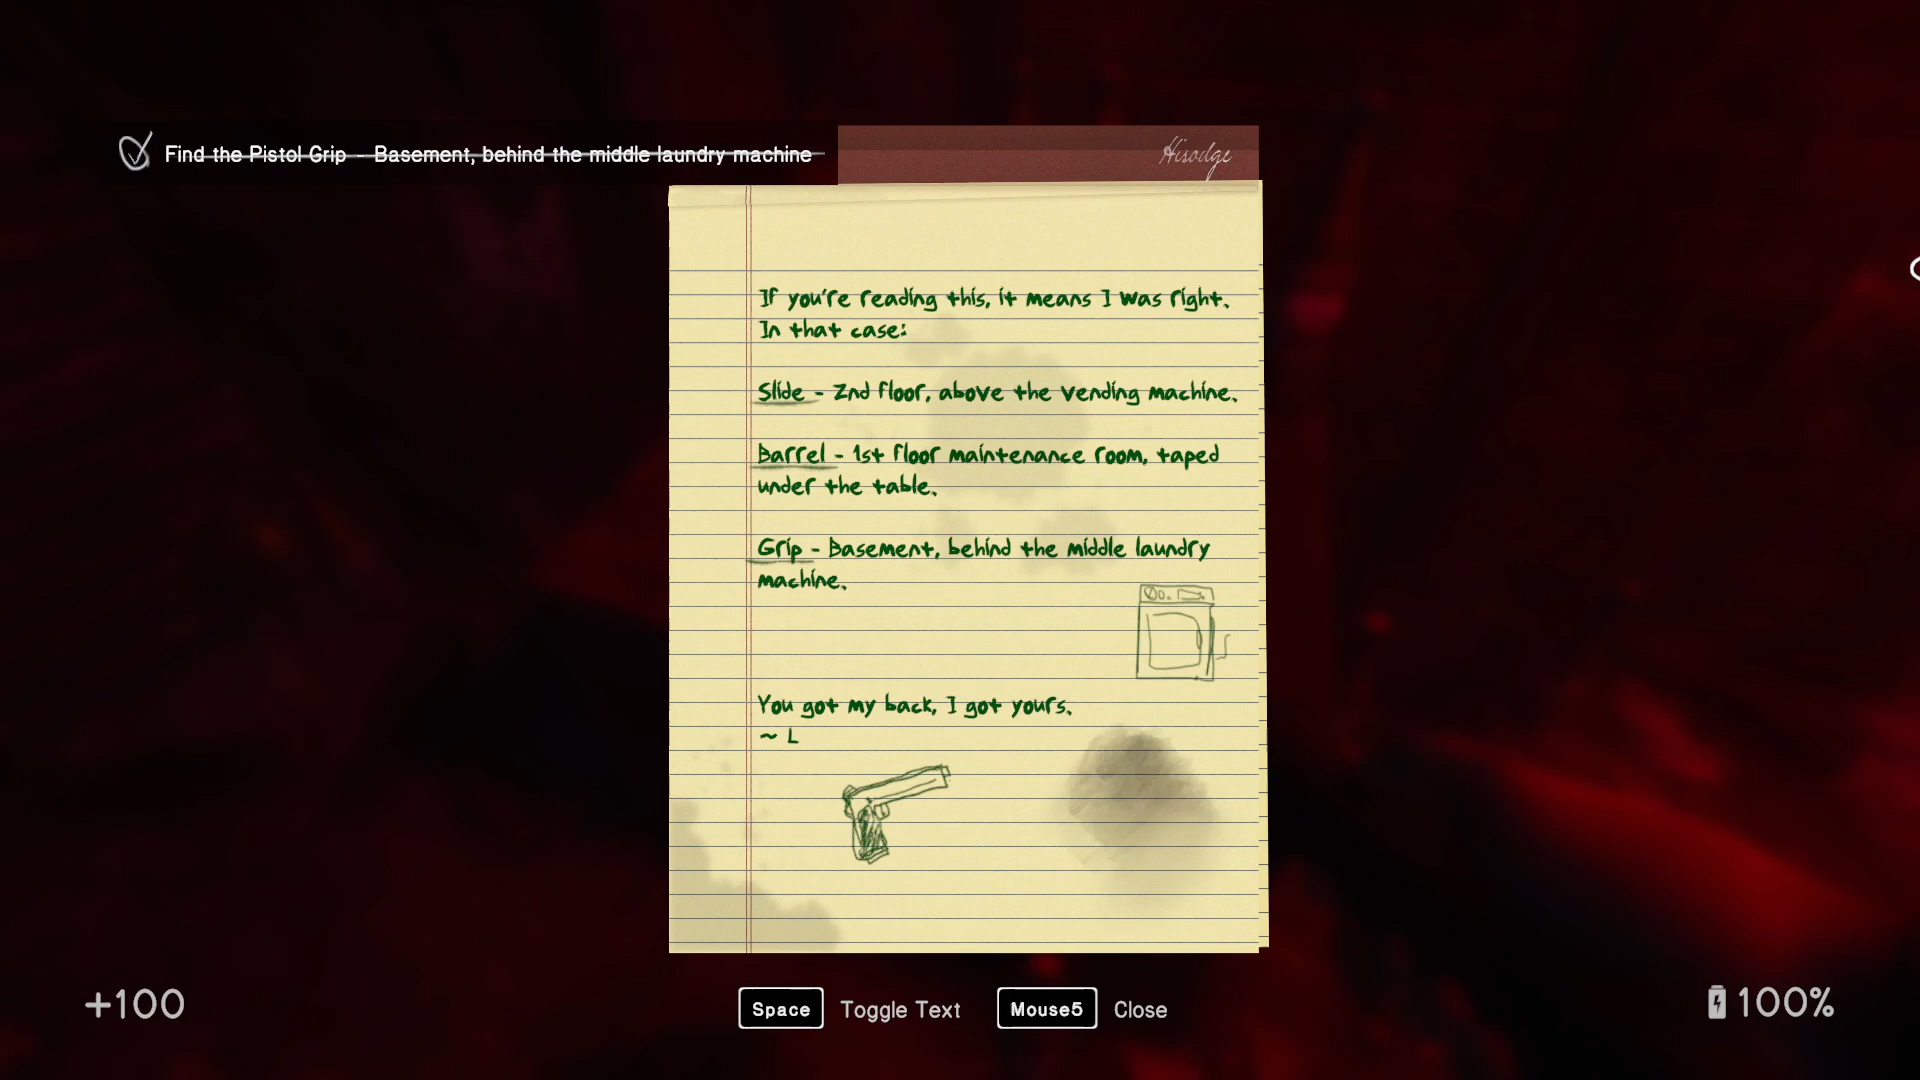 Find the Pistol Grip - Basement, behind the middle laundry machine
Hisodge
If you're reading this, it means I was right.
In that case:
Slide - 2nd floor, above the vending machine.
Barrel - 1st floor maintenance room, taped
under the table.
Grip - Basement, behind the middle laundry
machine.
You got my back, I got yours.
~ L
+100
Space Toggle Text Mouse5 Close
100%